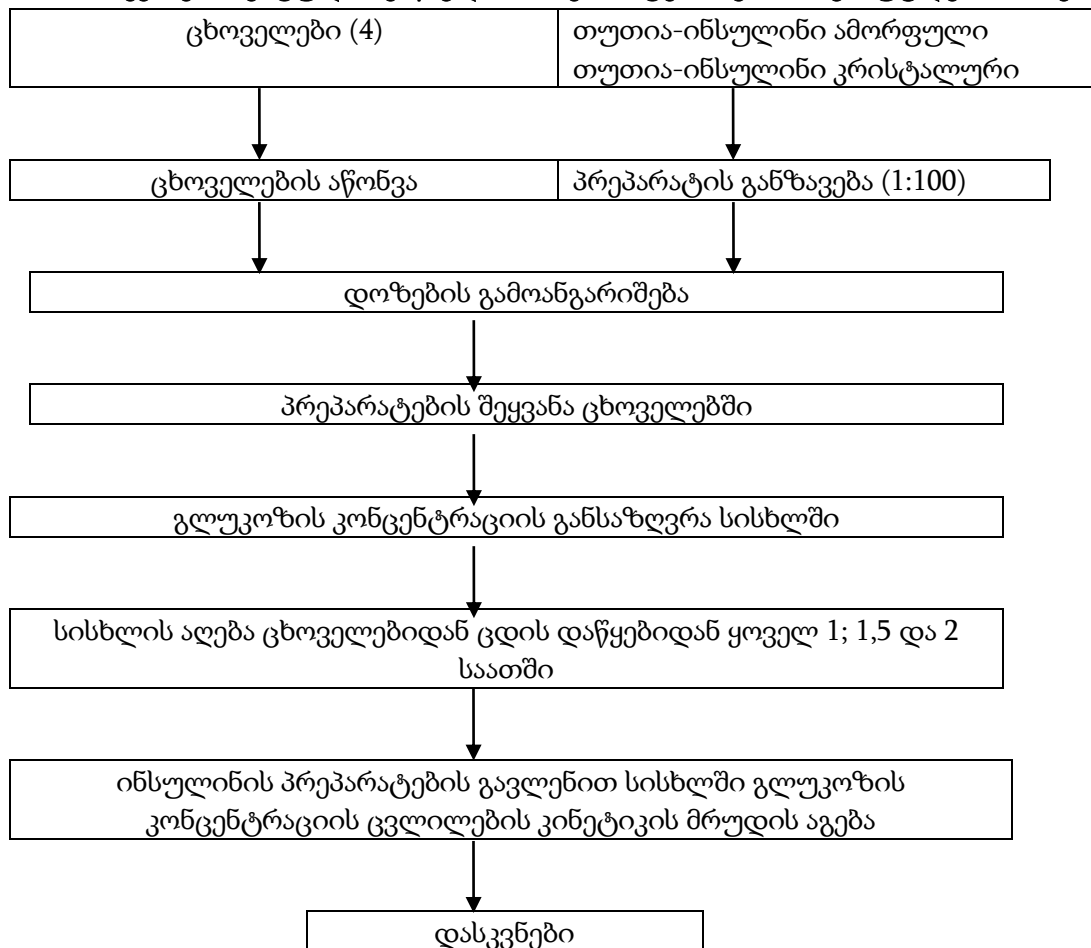 ცხოველები (4)
თუთია-ინსულინი ამორფული
თუთია-ინსულინი კრისტალური
ცხოველების აწონვა
პრეპარატის განზავება (1:100)
დოზების გამოანგარიშება
პრეპარატების შეყვანა ცხოველებში
გლუკოზის კონცენტრაციის განსაზღვრა სისხლში
სისხლის აღება ცხოველებიდან ცდის დაწყებიდან ყოველ 1; 1,5 და 2
საათში
ინსულინის პრეპარატების გავლენით სისხლში გლუკოზის
კონცენტრაციის ცვლილების კინეტიკის მრუდის აგება
დასკვნები